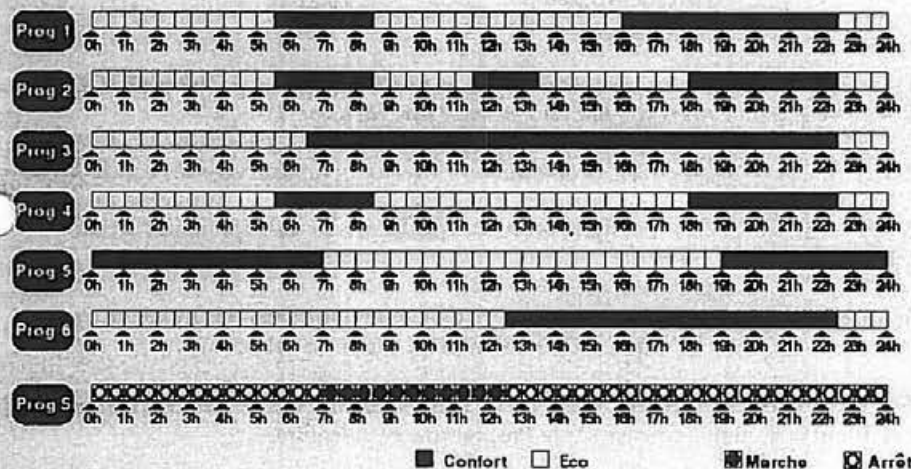 Prog 1
0h 1h 2h 3h 4h 5h 6h 7h 8h 9h 10h 11h 12h 13h 14h 15h 16h 17h 18h 19h 20h 21h 22h 23h 24h
Prog 2
0h 1h 2h 3h 4h 5h 6h 7h 8h 9h 10h 11h 12h 13h 14h 15h 16h 17h 18h 19h 20h 21h 22h 23h 24h
Prog 3
0h 1h 2h 3h 4h 5h 6h 7h 8h 9h 10h 11h 12h 13h 14h 15h 16h 17h 18h 19h 20h 21h 22h 23h 24h
Prog 4
0h 1h 2h 3h 4h 5h 6h 7h 8h 9h 10h 11h 12h 13h 14h 15h 16h 17h 18h 19h 20h 21h 22h 23h 24h
Prog 5
0h 1h 2h 3h 4h 5h 6h 7h 8h 9h 10h 11h 12h 13h 14h 15h 16h 17h 18h 19h 20h 21h 22h 23h 24h
Prog 6
0h 1h 2h 3h 4h 5h 6h 7h 8h 9h 10h 11h 12h 13h 14h 15h 16h 17h 18h 19h 20h 21h 22h 23h 24h
Prog S
0h 1h 2h 3h 4h 5h 6h 7h 8h 9h 10h 11h 12h 13h 14h 15h 16h 17h 18h 19h 20h 21h 22h 23h 24h
Confort Eco Marche Arrêt